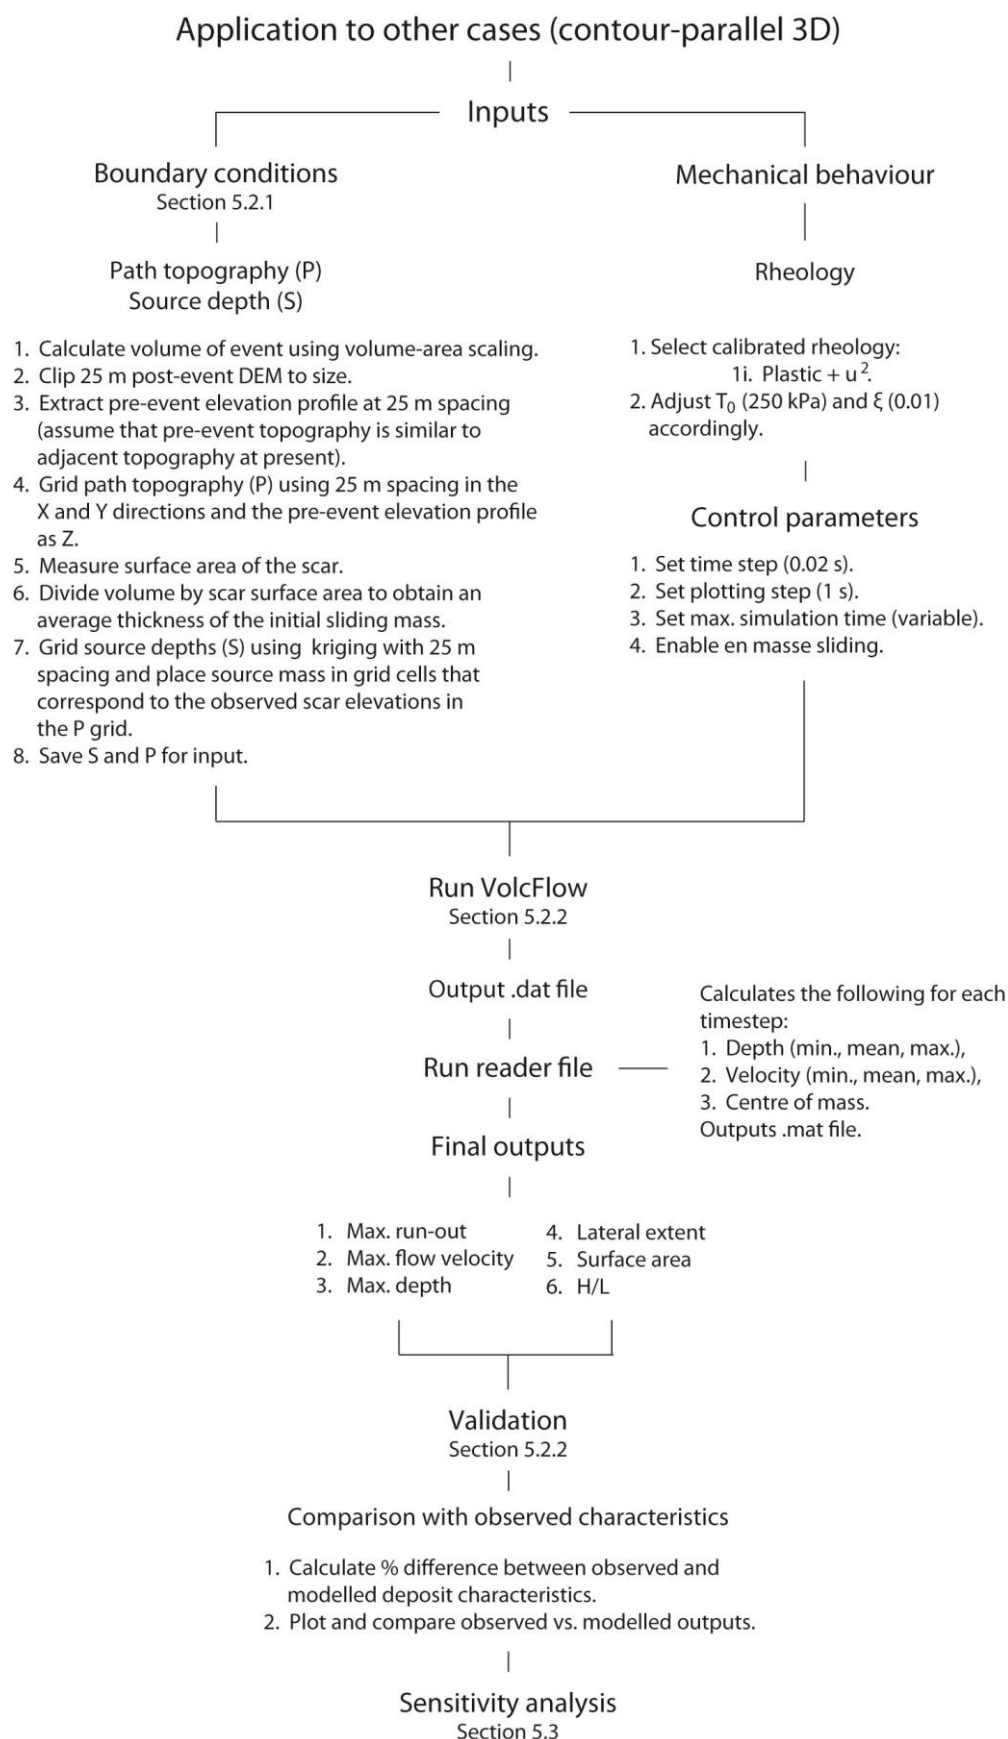 Application to other cases (contour-parallel 3D)
Inputs
Boundary conditions
Section 5.2.1
Path topography (P)
Source depth (S)
1. Calculate volume of event using volume-area scaling.
2. Clip 25 m post-event DEM to size.
3. Extract pre-event elevation profile at 25 m spacing
(assume that pre-event topography is similar to
adjacent topography at present).
4. Grid path topography (P) using 25 m spacing in the
X and Y directions and the pre-event elevation profile
as Z.
5. Measure surface area of the scar.
6. Divide volume by scar surface area to obtain an
average thickness of the initial sliding mass.
7. Grid source depths (S) using kriging with 25 m
spacing and place source mass in grid cells that
correspond to the observed scar elevations in
the P grid.
8. Save S and P for input.
Mechanical behaviour
Rheology
1. Select calibrated rheology:
1i. Plastic + u².
2. Adjust T₀ (250 kPa) and ξ (0.01)
accordingly.
Control parameters
1. Set time step (0.02 s).
2. Set plotting step (1 s).
3. Set max. simulation time (variable).
4. Enable en masse sliding.
Run VolcFlow
Section 5.2.2
Output .dat file
Run reader file
Calculates the following for each
timestep:
1. Depth (min., mean, max.),
2. Velocity (min., mean, max.),
3. Centre of mass.
Outputs .mat file.
Final outputs
1. Max. run-out
2. Max. flow velocity
3. Max. depth
4. Lateral extent
5. Surface area
6. H/L
Validation
Section 5.2.2
Comparison with observed characteristics
1. Calculate % difference between observed and
modelled deposit characteristics.
2. Plot and compare observed vs. modelled outputs.
Sensitivity analysis
Section 5.3